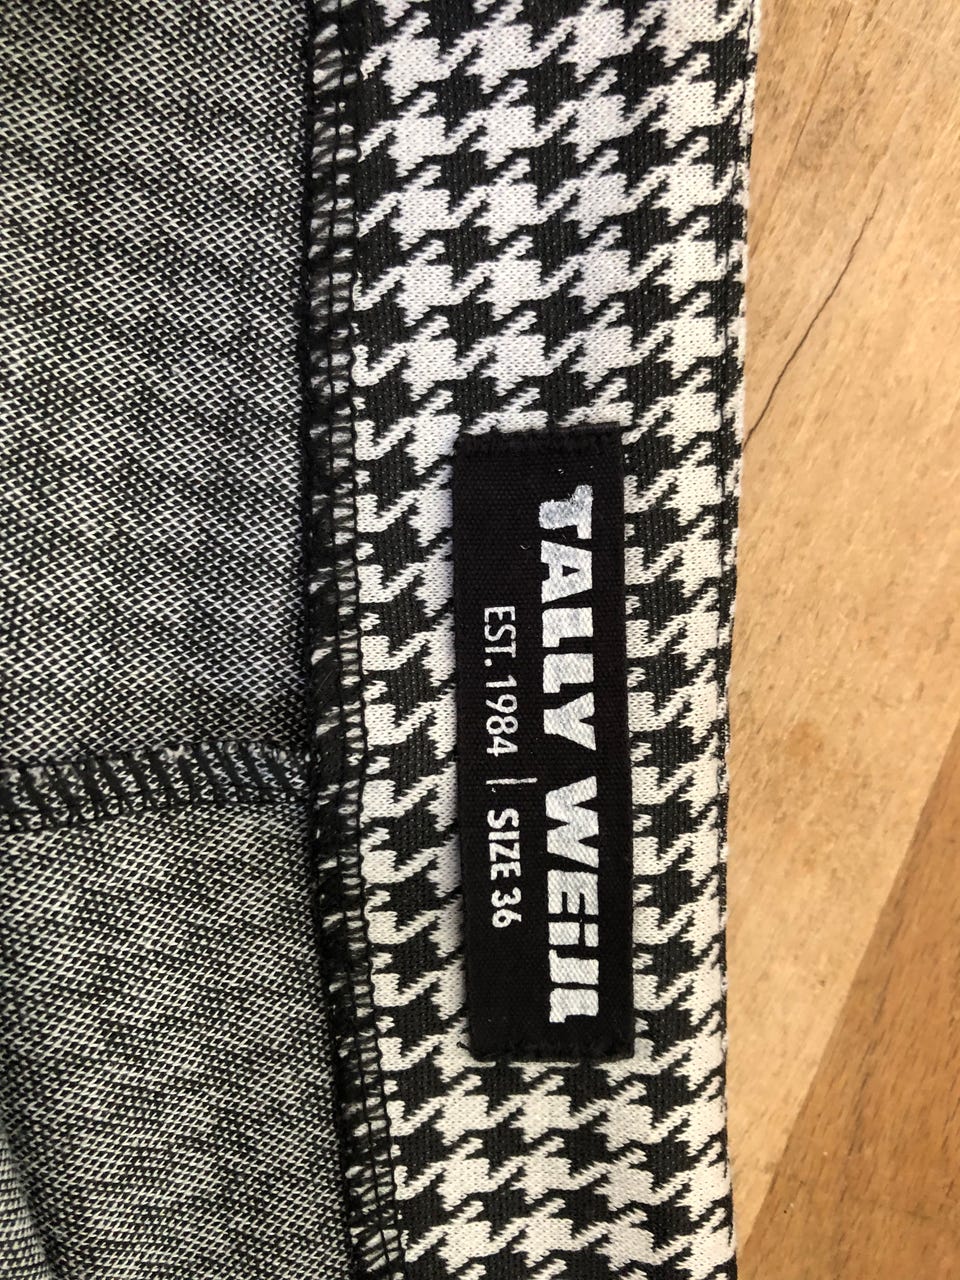 TALLY WEiJL
EST. 1984 | SIZE 36